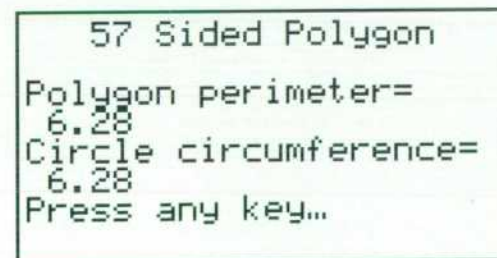 57 Sided Polygon
Polygon perimeter=
6.28
Circle circumference=
6.28
Press any key…